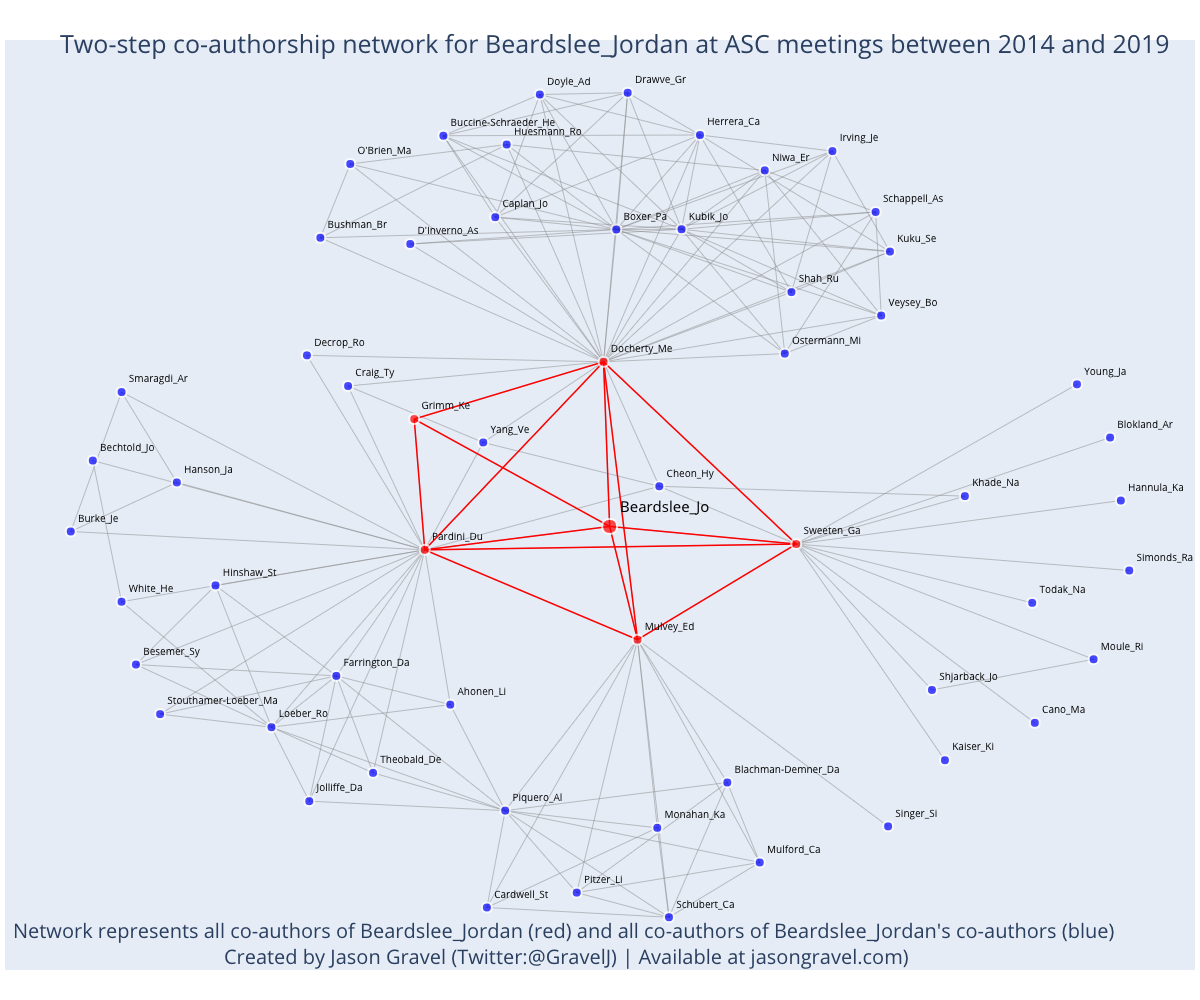 Two-step co-authorship network for Beardslee_Jordan at ASC meetings between 2014 and 2019
Doyle_Ad
Drawve_Gr
Buccine-Schraeder_He
Huesmann_Ro
Herrera_Ca
Irving_Je
O'Brien_Ma
Niwa_Er
Caplan_Jo
Boxer_Pa
Kubik_Jo
Schappell_As
Bushman_Br
D'Inverno_As
Kuku_Se
Shah_Ru
Veysey_Bo
Decrop_Ro
Docherty_Me
Ostermann_Mi
Smaragdi_Ar
Craig_Ty
Young_Ja
Grimm_Ke
Yang_Ve
Blokland_Ar
Bechtold_Jo
Hanson_Ja
Cheon_Hy
Khade_Na
Hannula_Ka
Beardslee_Jo
Burke_Je
Pardini_Du
Sweeten_Ga
Simonds_Ra
White_He
Hinshaw_St
Todak_Na
Mulvey_Ed
Besemer_Sy
Farrington_Da
Moule_Ri
Stouthamer-Loeber_Ma
Loeber_Ro
Ahonen_Li
Shjarback_Jo
Cano_Ma
Kaiser_Ki
Theobald_De
Blachman-Demner_Da
Jolliffe_Da
Piquero_Al
Monahan_Ka
Singer_Si
Mulford_Ca
Pitzer_Li
Cardwell_St
Schubert_Ca
Network represents all co-authors of Beardslee_Jordan (red) and all co-authors of Beardslee_Jordan's co-authors (blue)
Created by Jason Gravel (Twitter:@GravelJ) | Available at jasongravel.com)